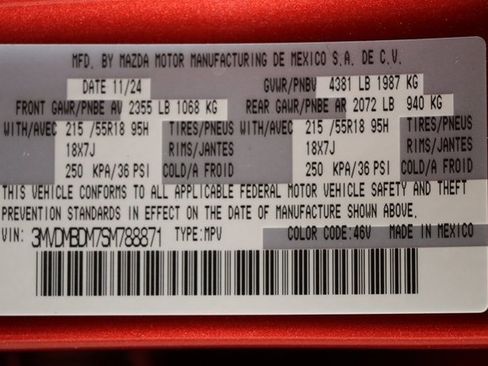 MFD. BY MAZDA MOTOR MANUFACTURING DE MEXICO S.A. DE C.V.
DATE 11/24 GVWR/PNBV 4381 LB 1987 KG
FRONT GAWR/PNBE AV 2355 LB 1068 KG REAR GAWR/PNBE AR 2072 LB 940 KG
WITH/AVEC 215 /55R18 95H TIRES/PNEUS WITH/AVEC 215 /55R18 95H TIRES/PNEUS
18X7J RIMS/JANTES 18X7J RIMS/JANTES
250 KPA/36 PSI COLD/A FROID 250 KPA/36 PSI COLD/A FROID
THIS VEHICLE CONFORMS TO ALL APPLICABLE FEDERAL MOTOR VEHICLE SAFETY AND THEFT
PREVENTION STANDARDS IN EFFECT ON THE DATE OF MANUFACTURE SHOWN ABOVE.
VIN: 3MVDMBDM7SM788871 TYPE:MPV COLOR CODE:46V MADE IN MEXICO